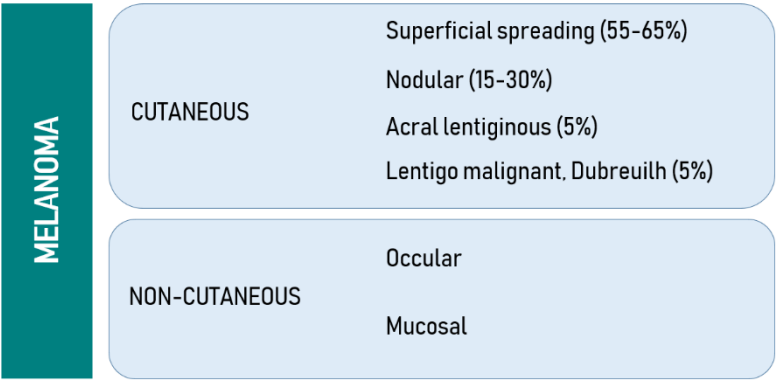 MELANOMA
CUTANEOUS
Superficial spreading (55-65%)
Nodular (15-30%)
Acral lentiginous (5%)
Lentigo malignant, Dubreuilh (5%)
NON-CUTANEOUS
Occular
Mucosal